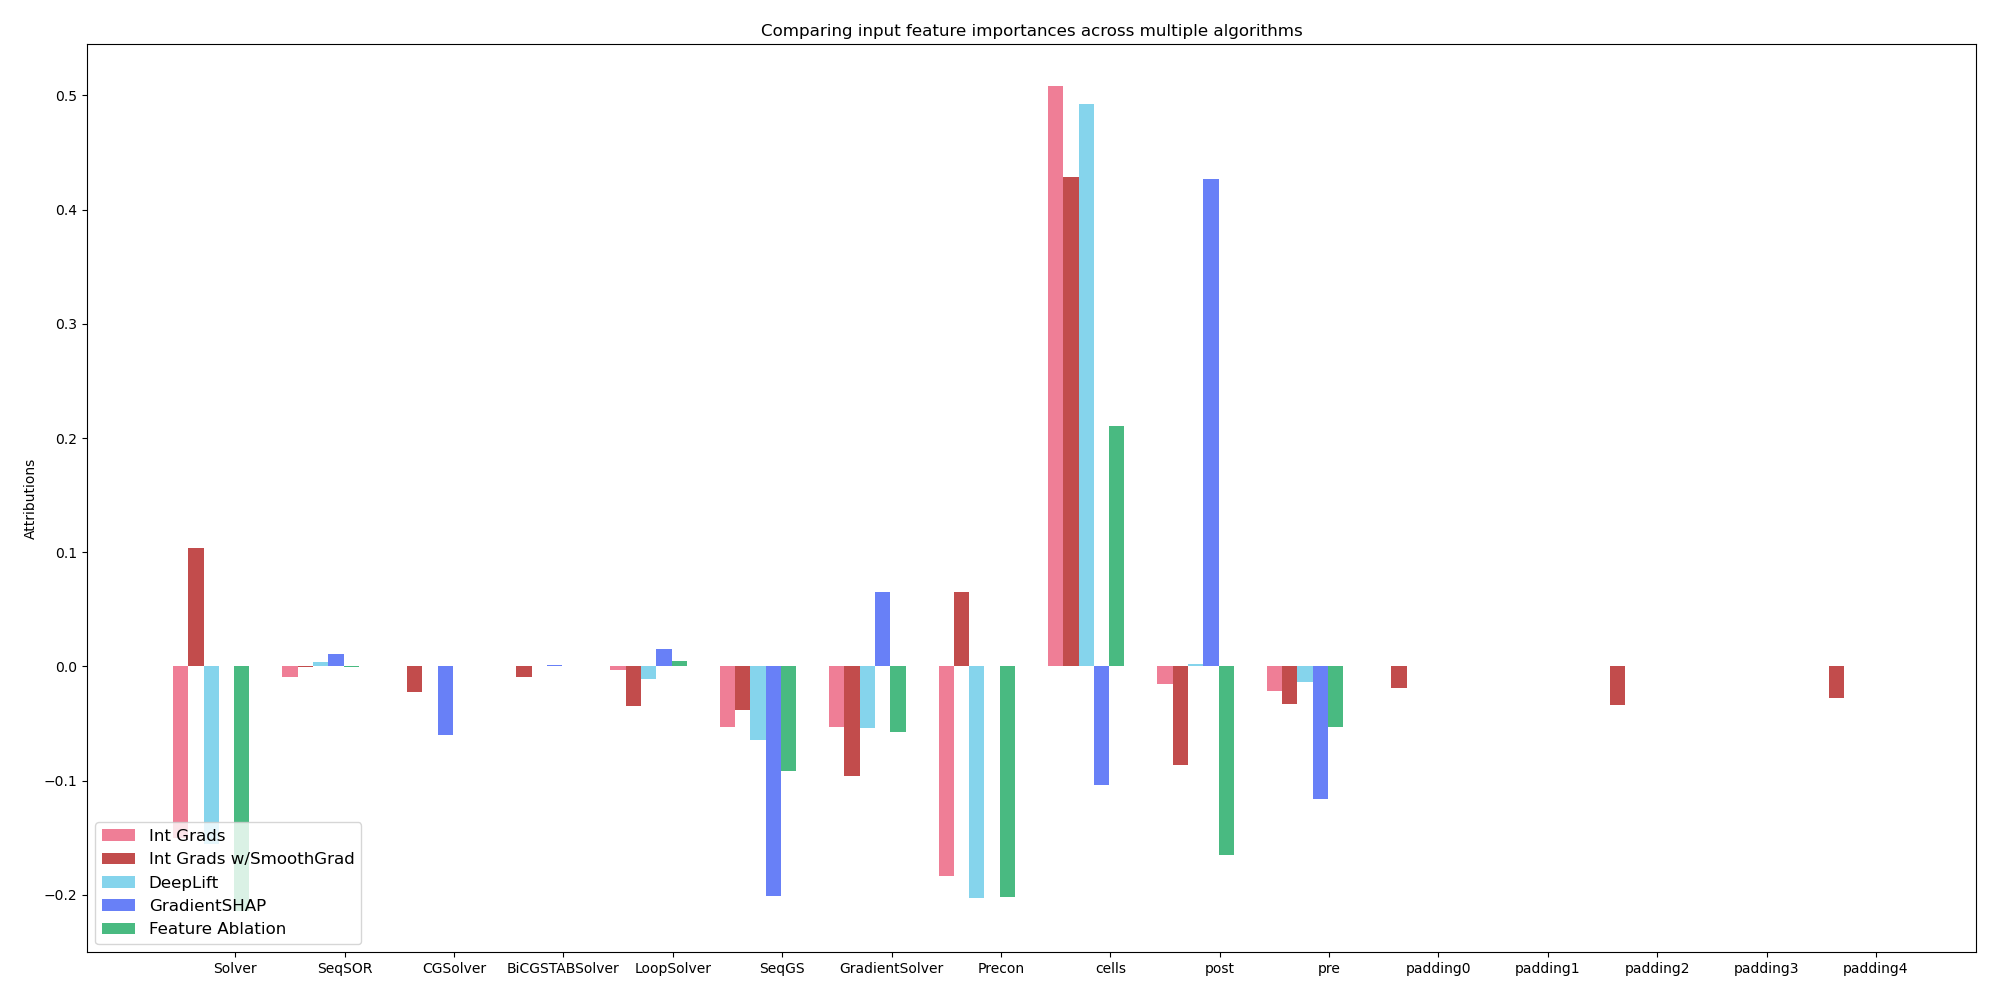 Comparing input feature importances across multiple algorithms
Attributions
0.5
0.4
0.3
0.2
0.1
0.0
−0.1
−0.2
Int Grads
Int Grads w/SmoothGrad
DeepLift
GradientSHAP
Feature Ablation
Solver SeqSOR CGSolver BiCGSTABSolver LoopSolver SeqGS GradientSolver Precon cells post pre padding0 padding1 padding2 padding3 padding4